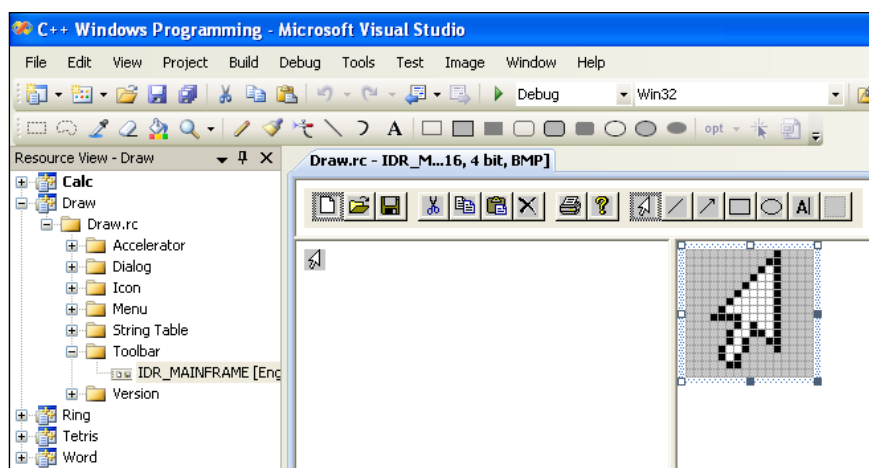 C++ Windows Programming - Microsoft Visual Studio
File Edit View Project Build Debug Tools Test Image Window Help
Debug Win32
A opt
Resource View - Draw
Draw.rc - IDR_M...16, 4 bit, BMP]
Calc
Draw
Draw.rc
Accelerator
Dialog
Icon
Menu
String Table
Toolbar
IDR_MAINFRAME [Eng
Version
Ring
Tetris
Word
A